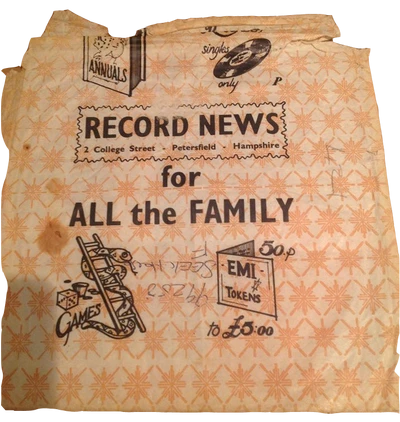 ANNUALS
singles
only
P
RECORD NEWS
2 College Street - Petersfield - Hampshire
for
ALL the FAMILY
GAMES
50p
EMI
TOKENS
to £5.00